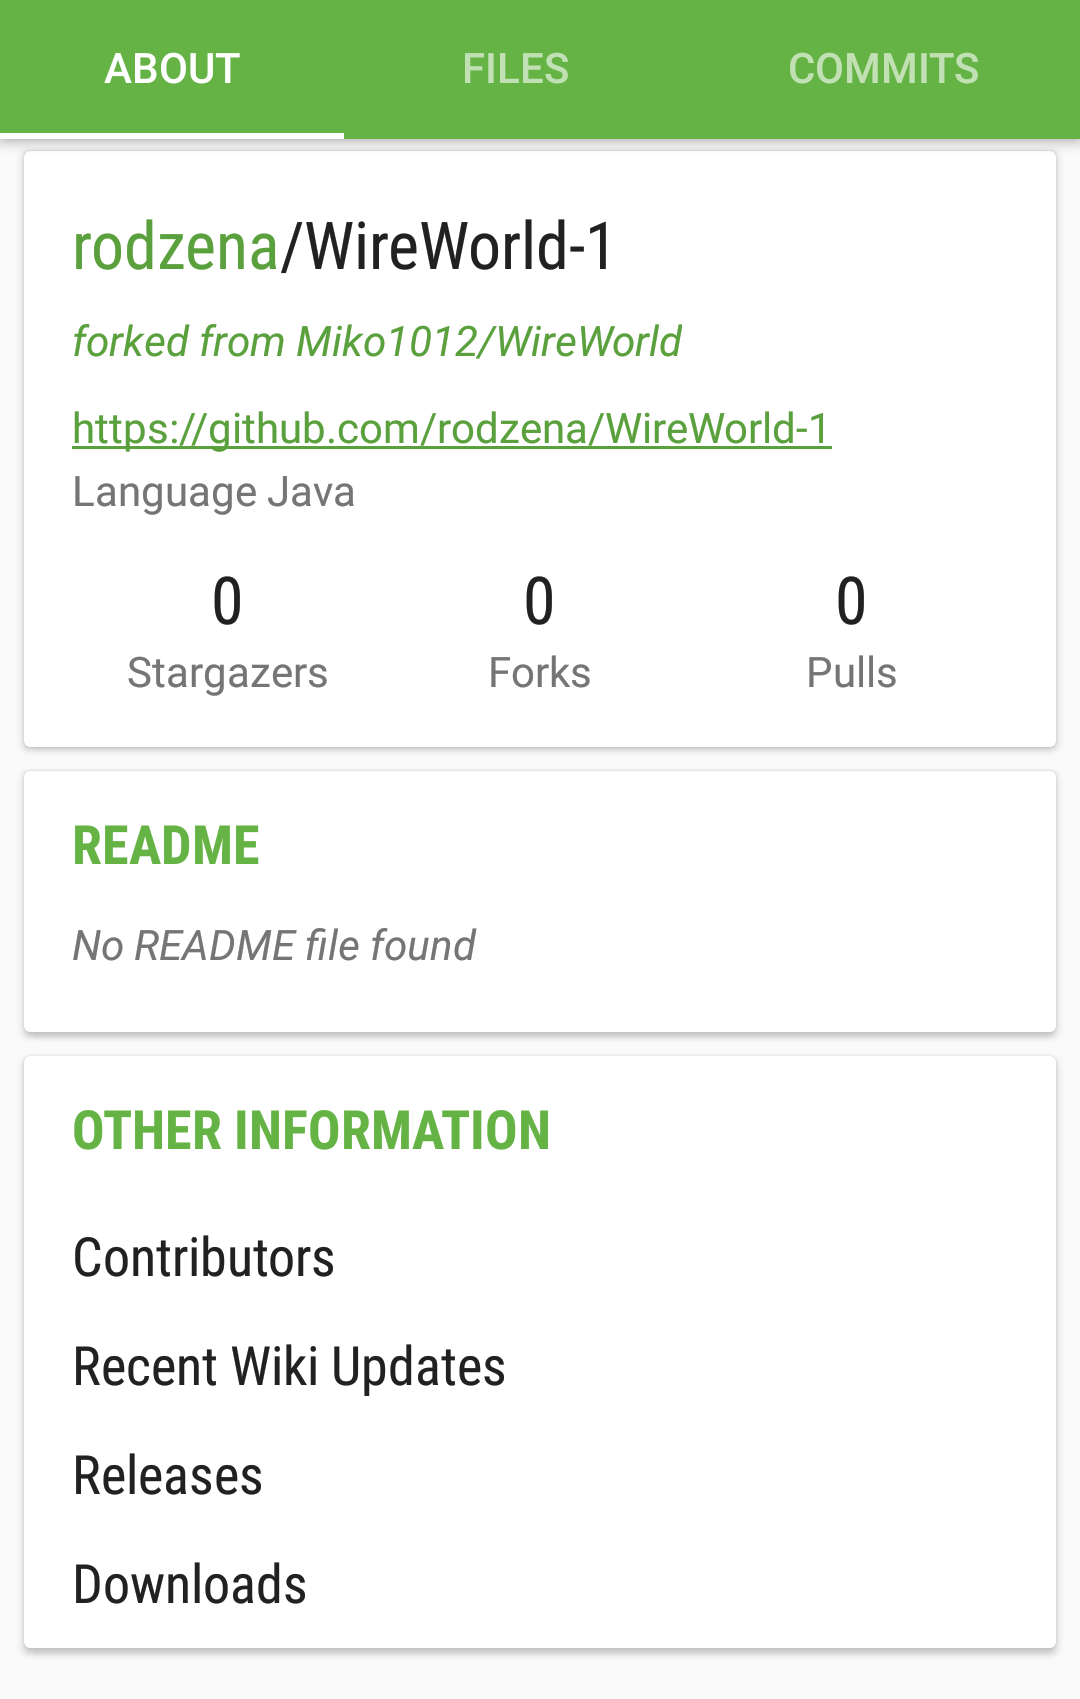 ABOUT FILES COMMITS
rodzena/WireWorld-1
forked from Miko1012/WireWorld
https://github.com/rodzena/WireWorld-1
Language Java
0 0 0
Stargazers Forks Pulls
README
No README file found
OTHER INFORMATION
Contributors
Recent Wiki Updates
Releases
Downloads